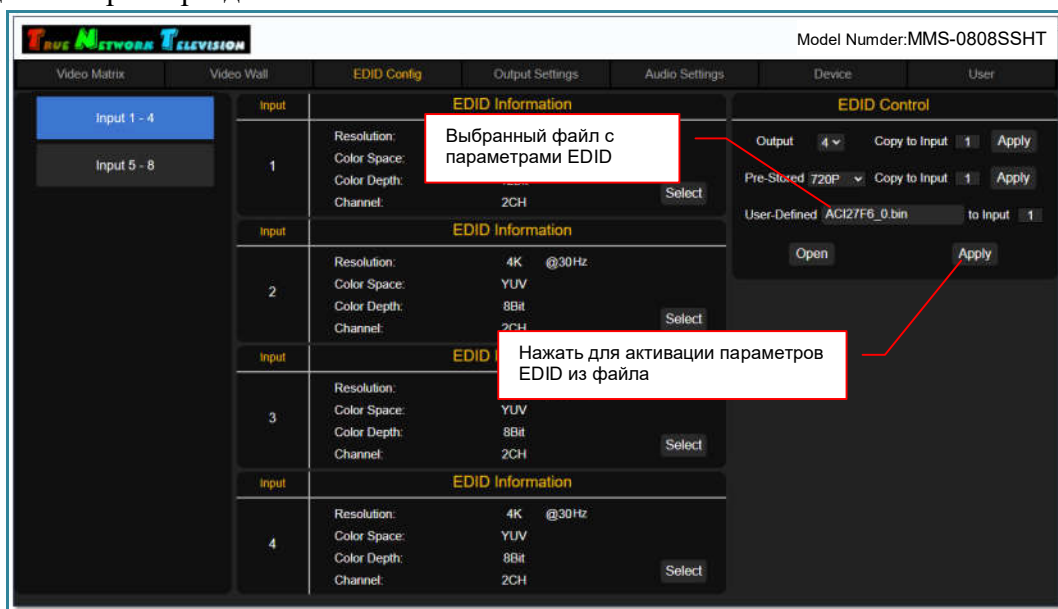 TRUE NETWORK TELEVISION
Model Numder:MMS-0808SSHT
Video Matrix Video Wall EDID Config Output Settings Audio Settings Device User
Input 1 - 4
Input 5 - 8
Input EDID Information
1
Resolution:
Color Space:
Color Depth:
Channel: 2CH
Select
Выбранный файл с
параметрами EDID
Input EDID Information
2
Resolution: 4K @30Hz
Color Space: YUV
Color Depth: 8Bit
Channel: 2CH
Select
Input EDID
3
Resolution:
Color Space: YUV
Color Depth: 8Bit
Channel: 2CH
Select
Нажать для активации параметров
EDID из файла
Input EDID Information
4
Resolution: 4K @30Hz
Color Space: YUV
Color Depth: 8Bit
Channel: 2CH
Select
EDID Control
Output 4 Copy to Input 1 Apply
Pre-Stored 720P Copy to Input 1 Apply
User-Defined ACI27F6_0.bin to Input 1
Open Apply